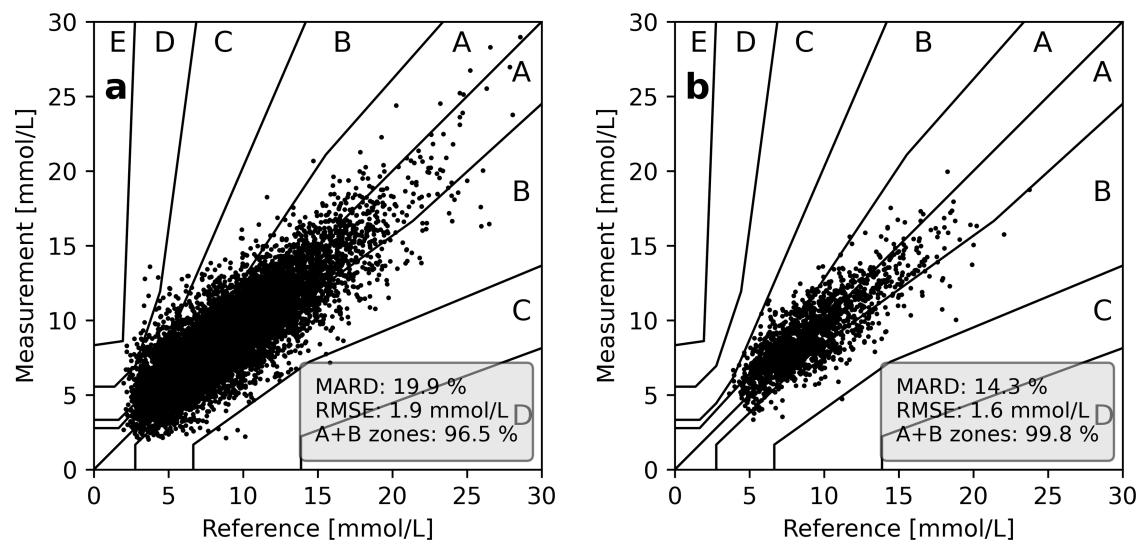 30 E D C B A 30 E D C B A
a A b A
25 25
20 B 20 B
15 15
10 C 10 C
5 MARD: 19.9 % 5 MARD: 14.3 %
RMSE: 1.9 mmol/L D RMSE: 1.6 mmol/L D
A+B zones: 96.5 % A+B zones: 99.8 %
0 0
0 5 10 15 20 25 30 0 5 10 15 20 25 30
Reference [mmol/L] Reference [mmol/L]
Measurement [mmol/L] Measurement [mmol/L]